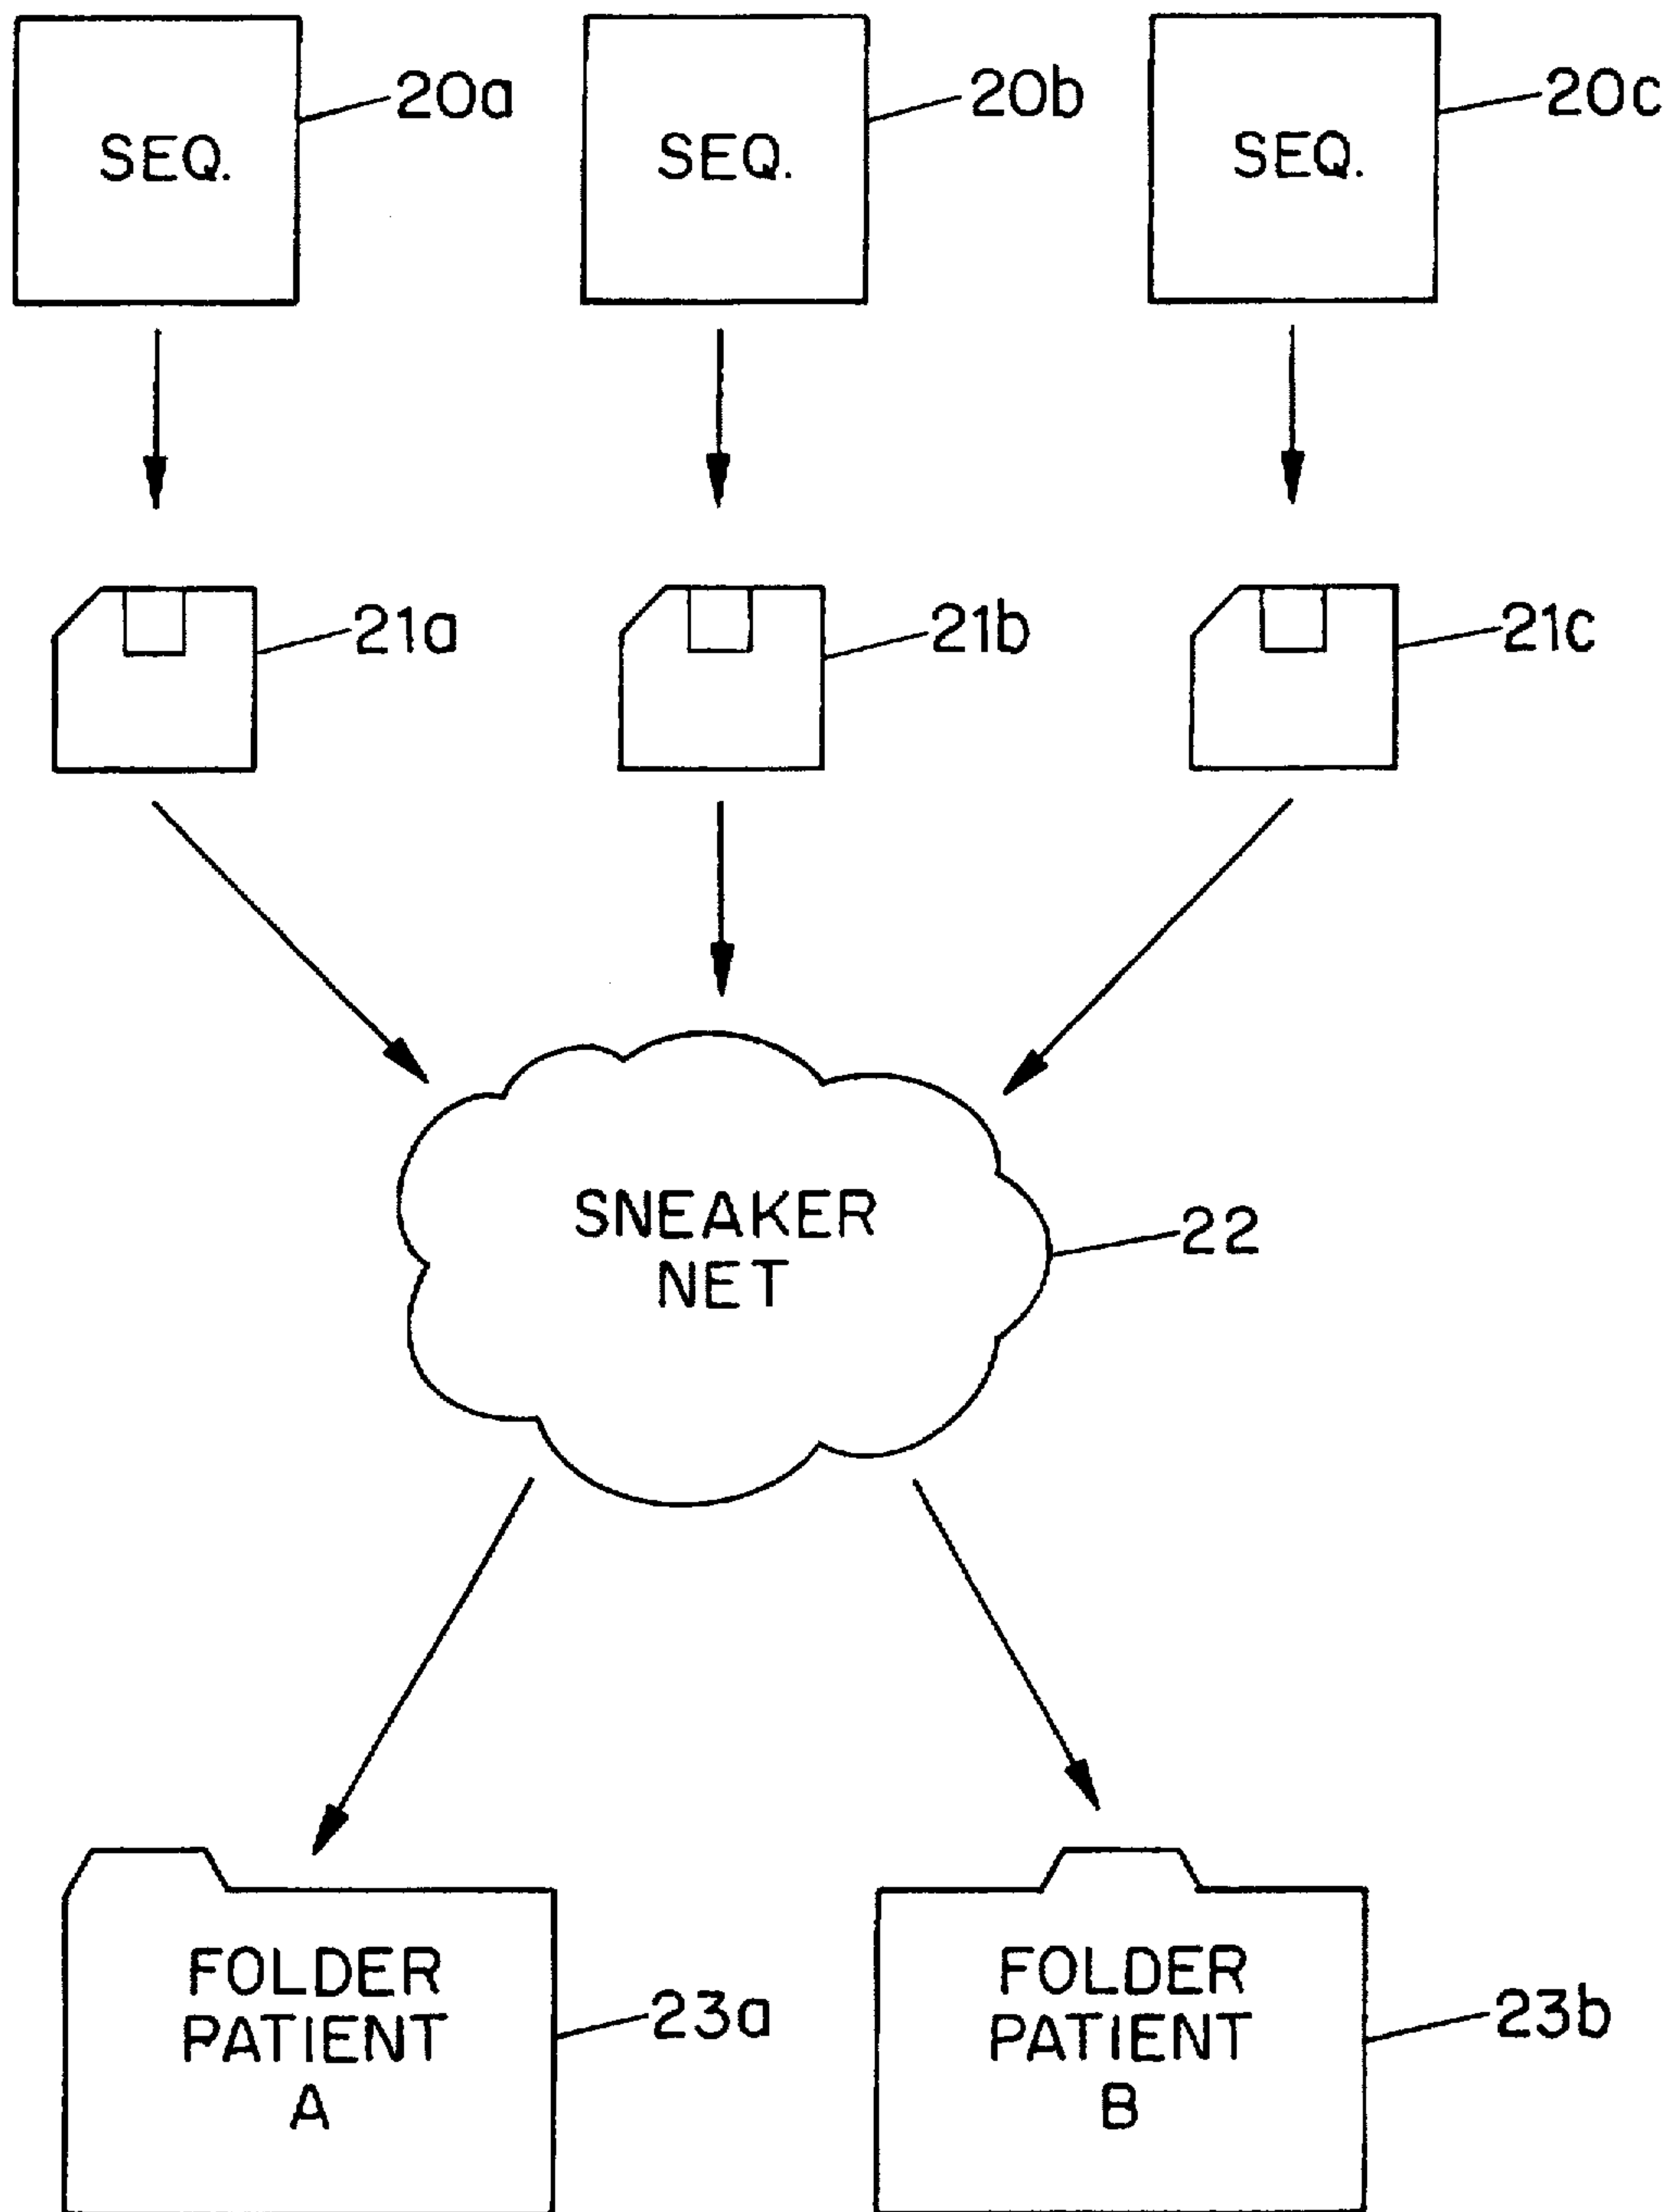 20a
20b
20c
SEQ.
SEQ.
SEQ.
21a
21b
21c
SNEAKER
NET
22
FOLDER
PATIENT
A
23a
FOLDER
PATIENT
B
23b